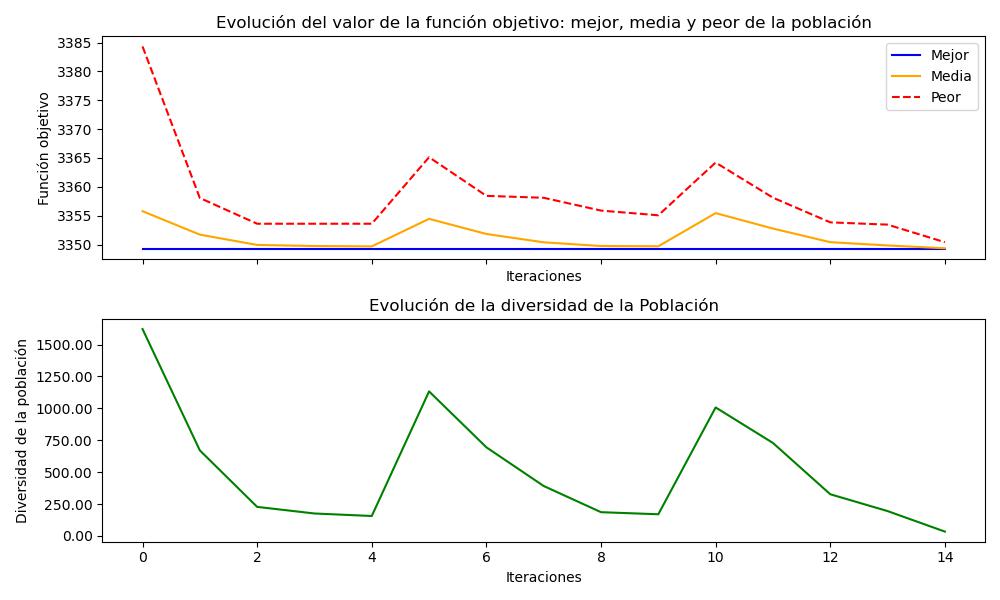 Evolución del valor de la función objetivo: mejor, media y peor de la población
3385
3380
3375
3370
3365
3360
3355
3350
Función objetivo
Mejor
Media
Peor
Iteraciones
Evolución de la diversidad de la Población
1500.00
1250.00
1000.00
750.00
500.00
250.00
0.00
Diversidad de la población
0 2 4 6 8 10 12 14
Iteraciones